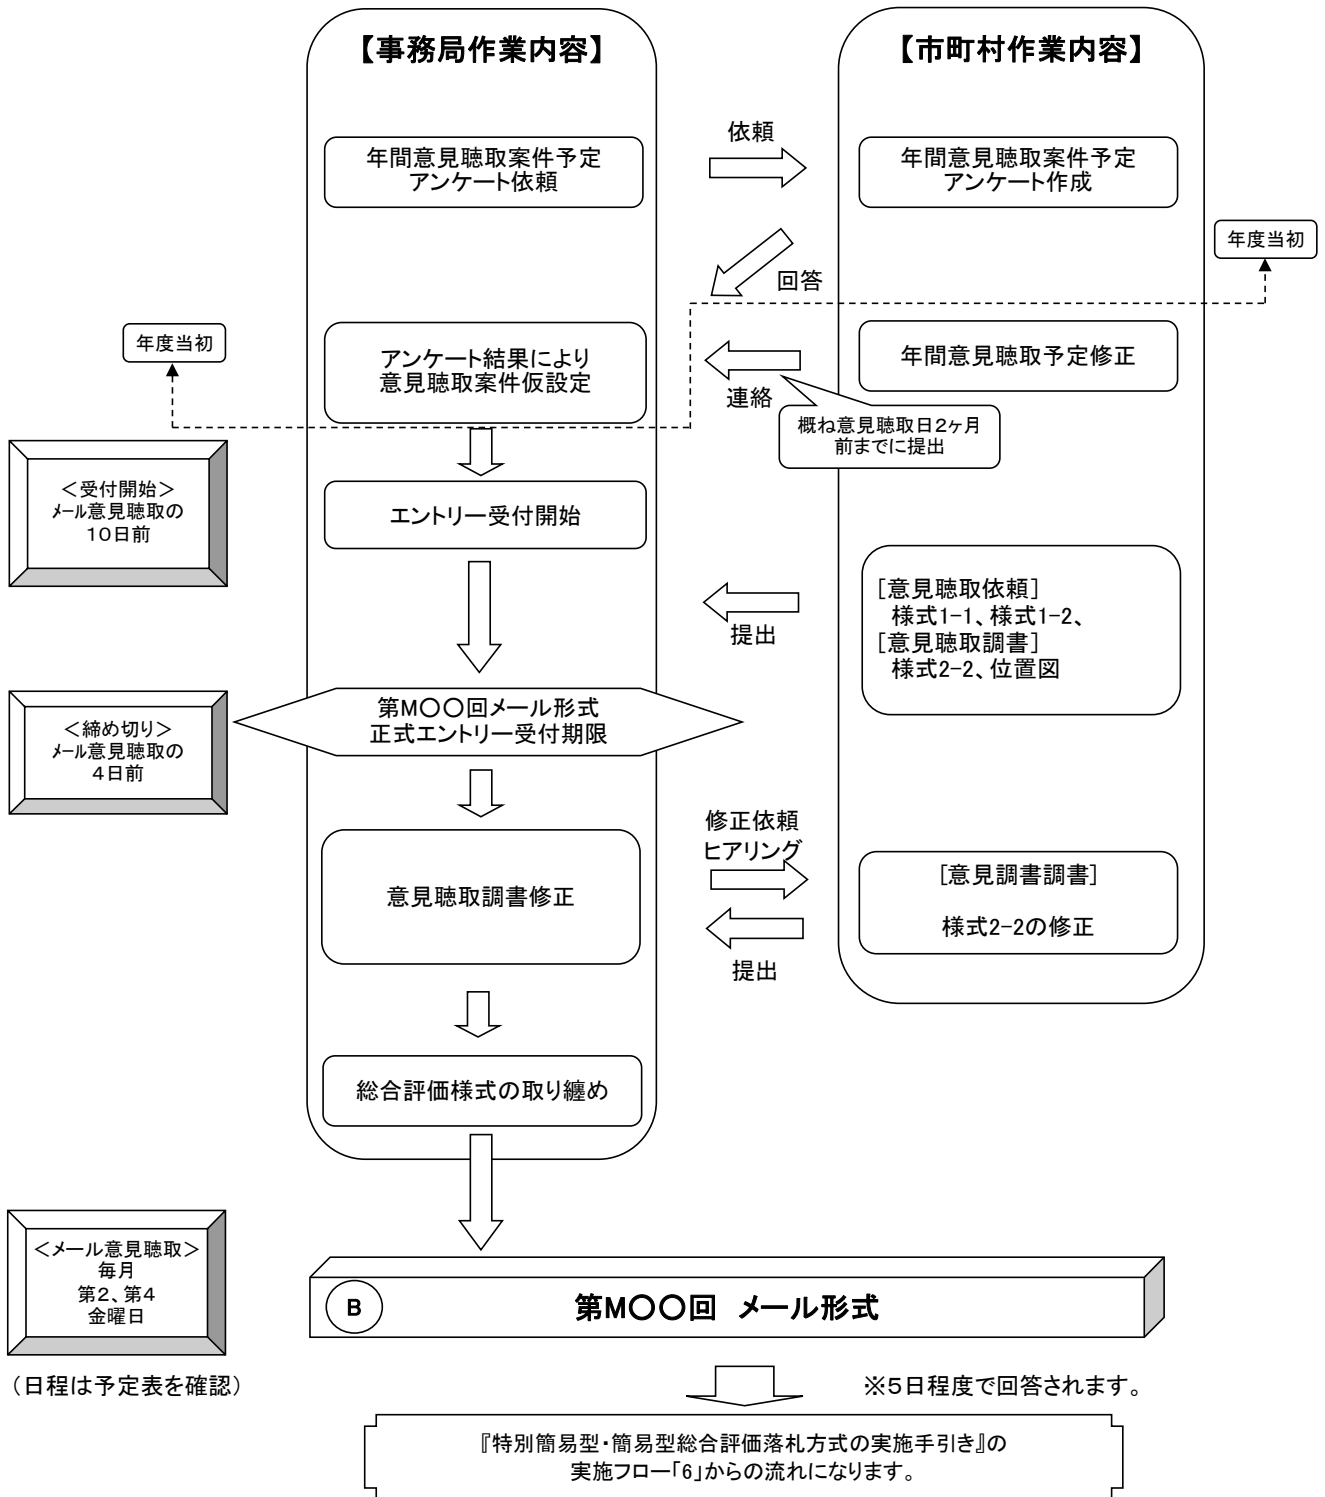 【事務局作業内容】
【市町村作業内容】
年間意見聴取案件予定
アンケート依頼
依頼
年間意見聴取案件予定
アンケート作成
年度当初
回答
年度当初
アンケート結果により
意見聴取案件仮設定
連絡
年間意見聴取予定修正
概ね意見聴取日2ヶ月
前までに提出
＜受付開始＞
ﾒｰﾙ意見聴取の
10日前
エントリー受付開始
提出
[意見聴取依頼]
様式1-1、様式1-2、
[意見聴取調書]
様式2-2、位置図
＜締め切り＞
ﾒｰﾙ意見聴取の
4日前
第M〇〇回メール形式
正式エントリー受付期限
修正依頼
ヒアリング
意見聴取調書修正
[意見調書調書]
様式2-2の修正
提出
総合評価様式の取り纏め
＜メール意見聴取＞
毎月
第2、第4
金曜日
（日程は予定表を確認）
B
第M〇〇回　メール形式
※5日程度で回答されます。
『特別簡易型・簡易型総合評価落札方式の実施手引き』の
実施フロー「6」からの流れになります。